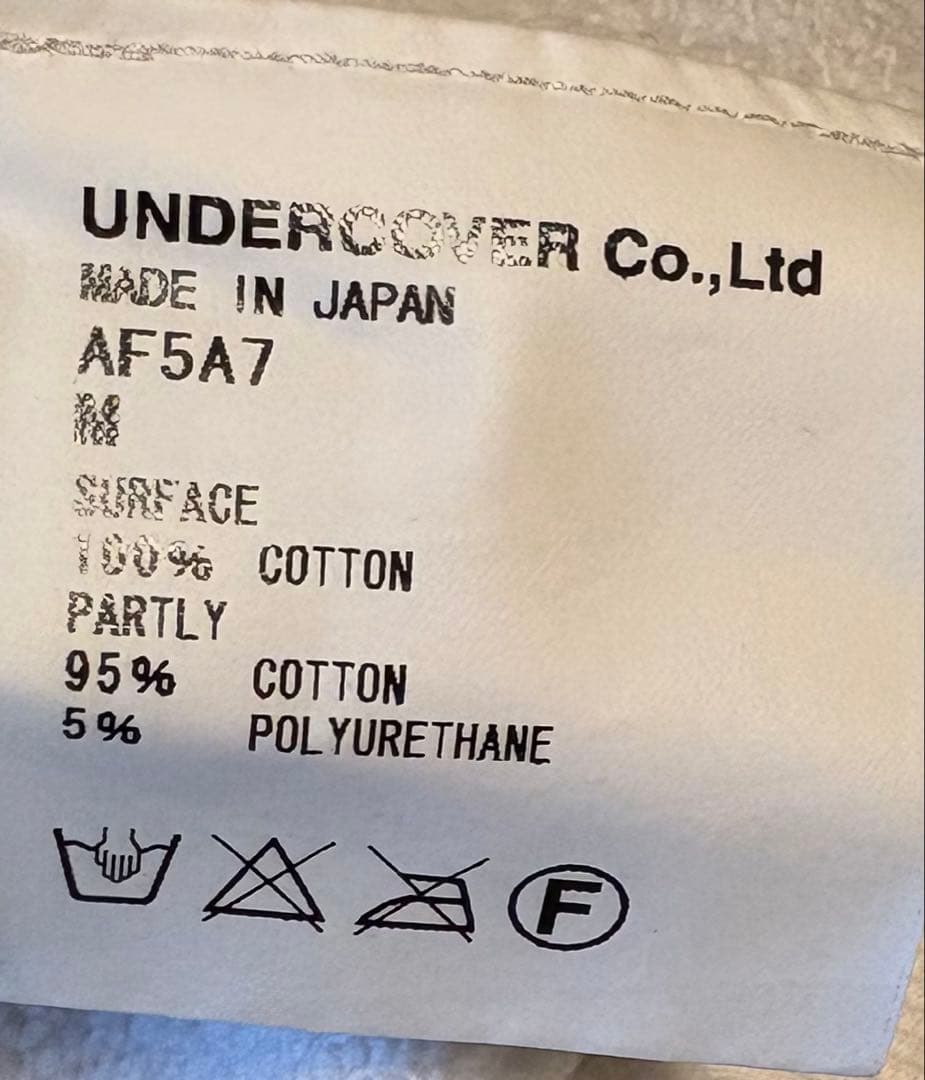 UNDERCOVER Co.,Ltd
MADE IN JAPAN
AF5A7
M
SURFACE
100% COTTON
PARTLY
95% COTTON
5% POLYURETHANE
F